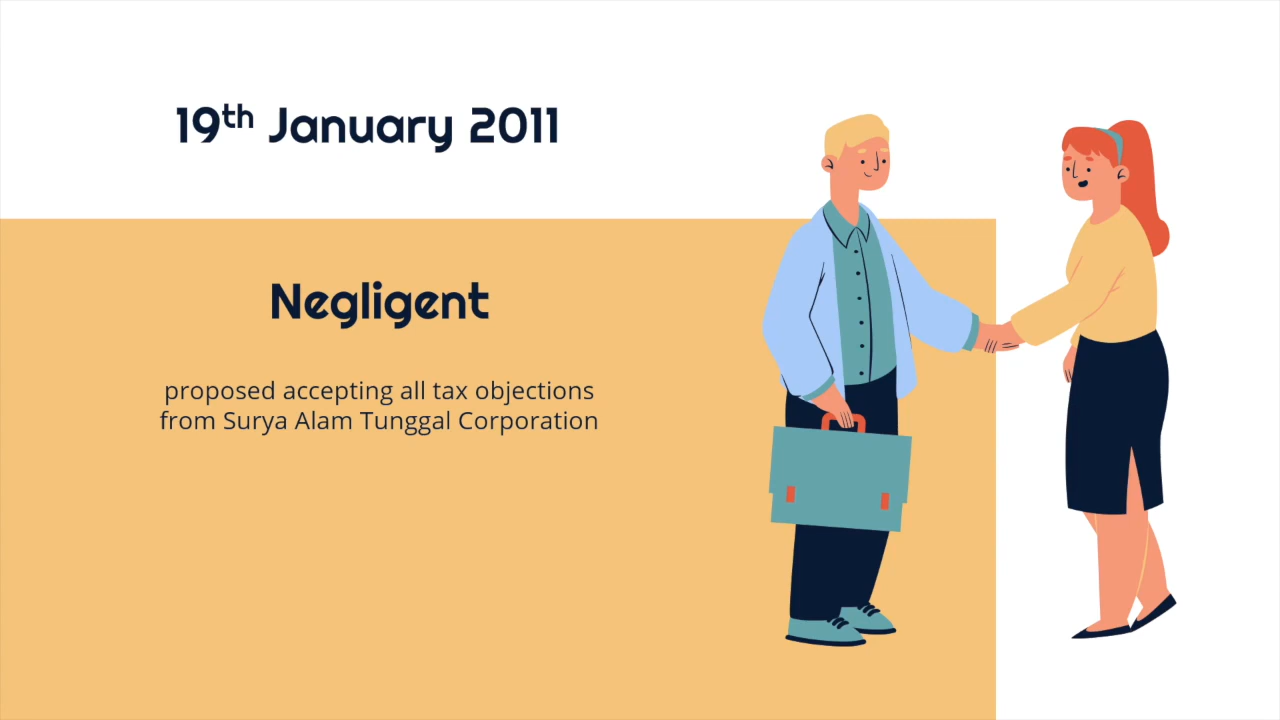 19th January 2011
Negligent
proposed accepting all tax objections
from Surya Alam Tunggal Corporation